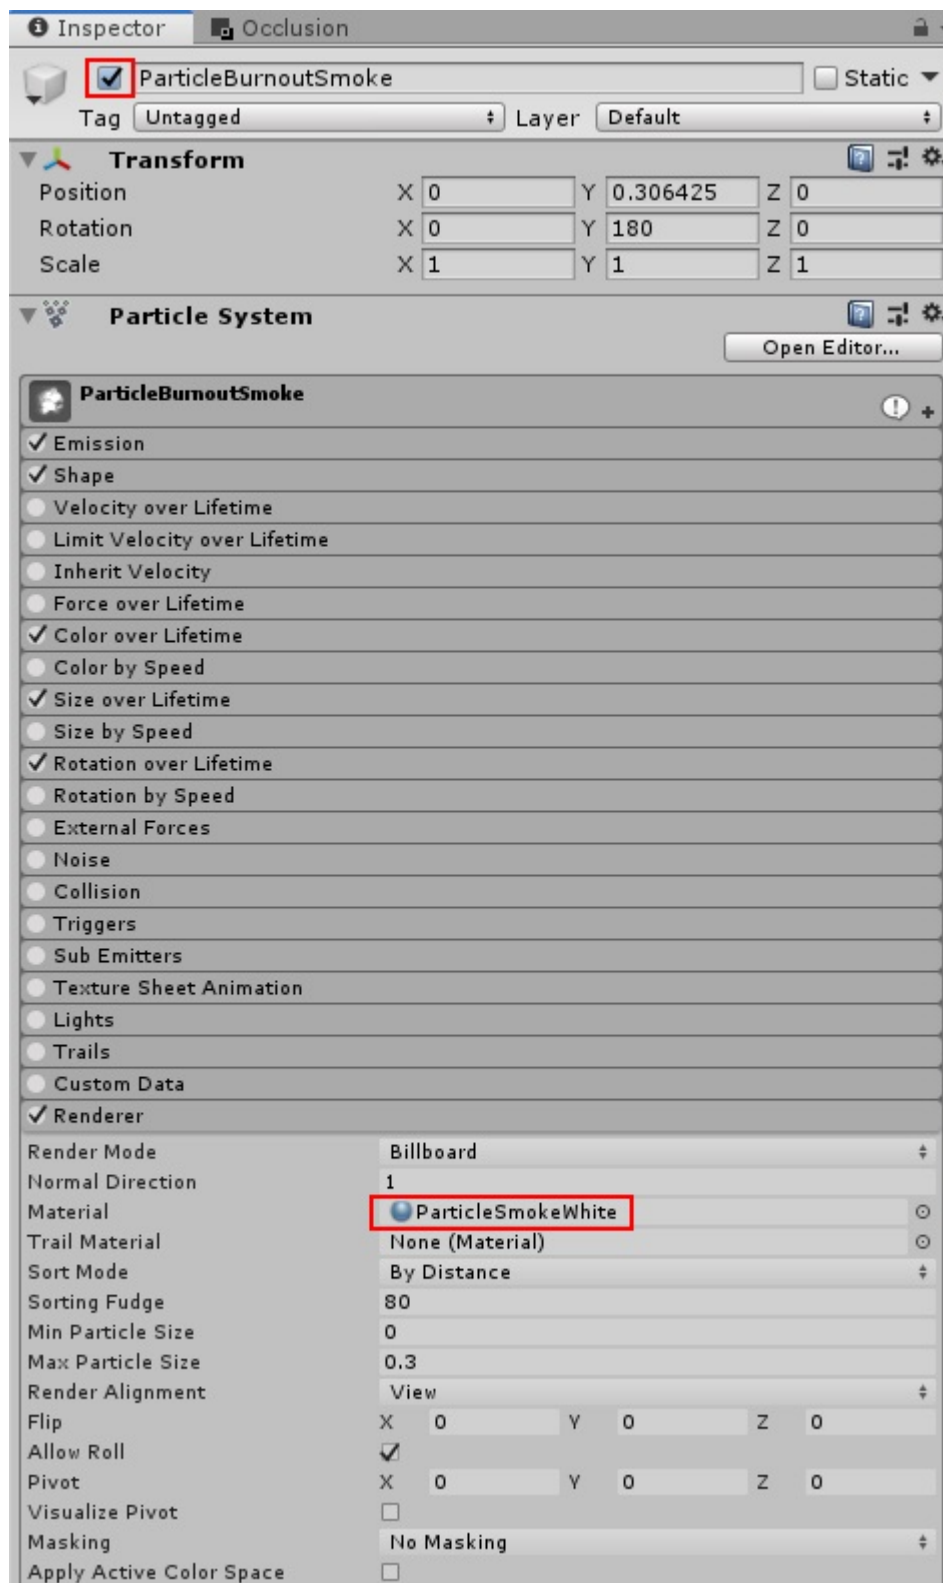 Inspector Occlusion
ParticleBurnoutSmoke Static
Tag Untagged Layer Default
Transform
Position X 0 Y 0.306425 Z 0
Rotation X 0 Y 180 Z 0
Scale X 1 Y 1 Z 1
Particle System
Open Editor...
ParticleBurnoutSmoke
Emission
Shape
Velocity over Lifetime
Limit Velocity over Lifetime
Inherit Velocity
Force over Lifetime
Color over Lifetime
Color by Speed
Size over Lifetime
Size by Speed
Rotation over Lifetime
Rotation by Speed
External Forces
Noise
Collision
Triggers
Sub Emitters
Texture Sheet Animation
Lights
Trails
Custom Data
Renderer
Render Mode Billboard
Normal Direction 1
Material ParticleSmokeWhite
Trail Material None (Material)
Sort Mode By Distance
Sorting Fudge 80
Min Particle Size 0
Max Particle Size 0.3
Render Alignment View
Flip X 0 Y 0 Z 0
Allow Roll
Pivot X 0 Y 0 Z 0
Visualize Pivot
Masking No Masking
Apply Active Color Space